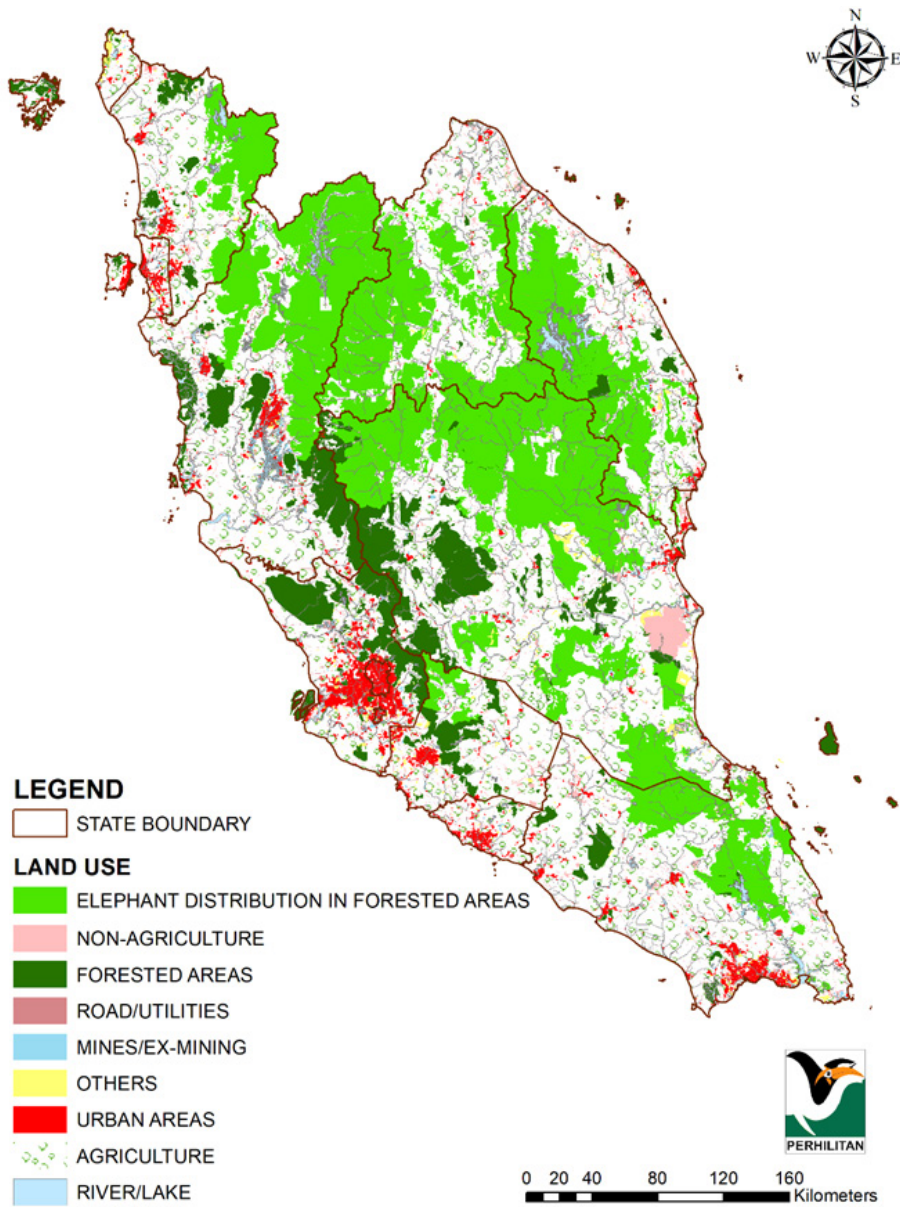 N
W E
S
LEGEND
STATE BOUNDARY
LAND USE
ELEPHANT DISTRIBUTION IN FORESTED AREAS
NON-AGRICULTURE
FORESTED AREAS
ROAD/UTILITIES
MINES/EX-MINING
OTHERS
URBAN AREAS
AGRICULTURE
RIVER/LAKE
PERHILITAN
0 20 40 80 120 160
Kilometers